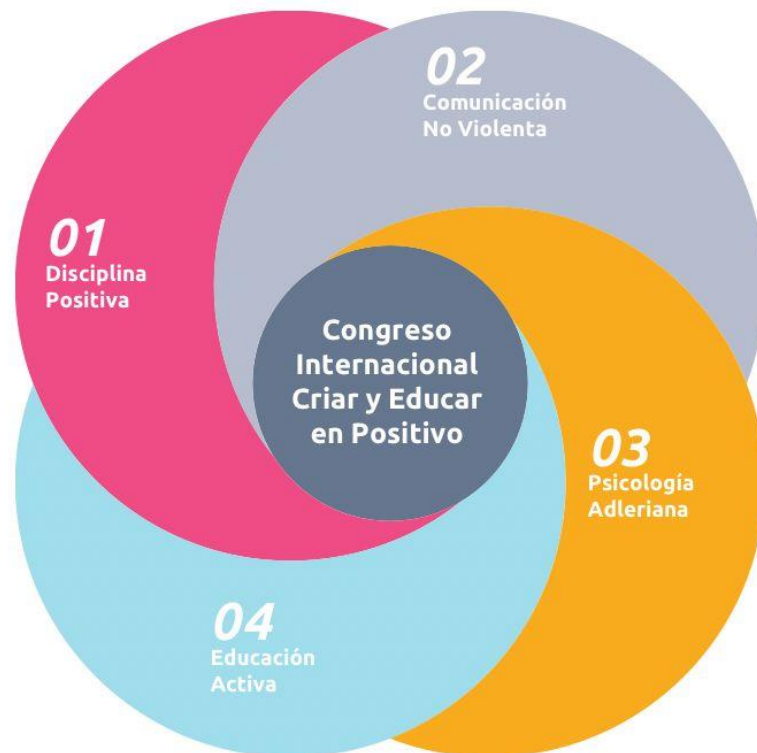 01
Disciplina
Positiva
02
Comunicación
No Violenta
Congreso
Internacional
Criar y Educar
en Positivo
03
Psicología
Adleriana
04
Educación
Activa